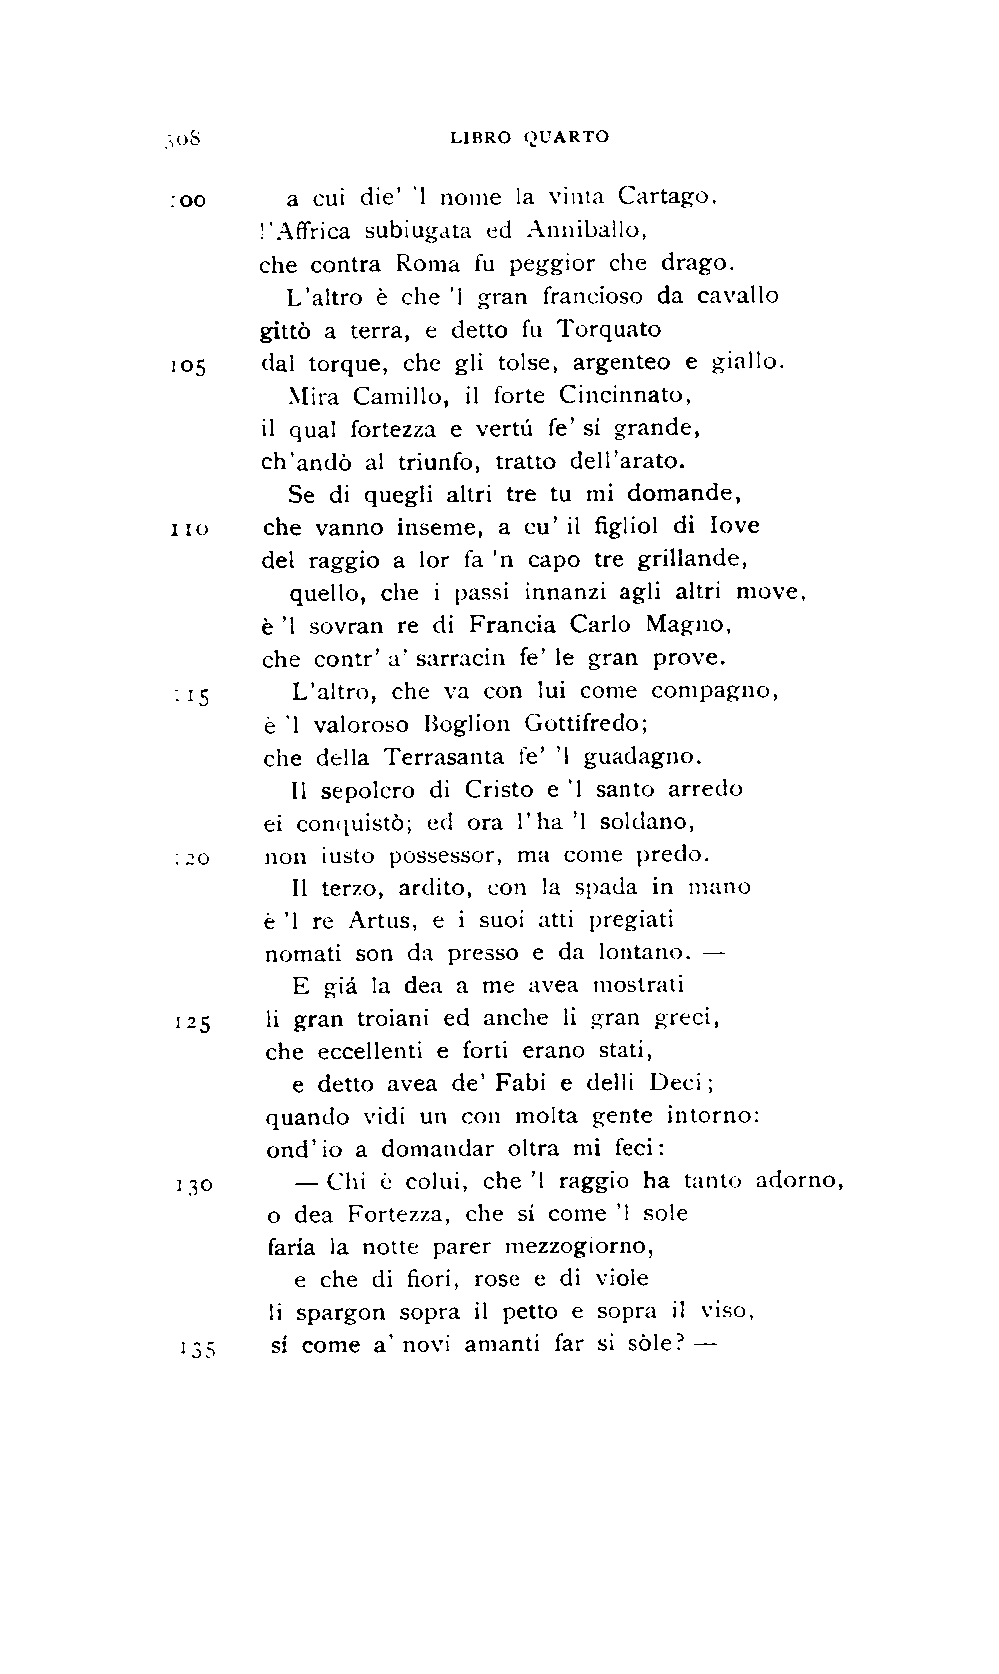 308 LIBRO QUARTO
100 a cui die' 'l nome la vinta Cartago,
l'Affrica subiugata ed Anniballo,
che contra Roma fu peggior che drago.
L'altro è che 'l gran francioso da cavallo
gittò a terra, e detto fu Torquato
105 dal torque, che gli tolse, argenteo e giallo.
Mira Camillo, il forte Cincinnato,
il qual fortezza e vertú fe' si grande,
ch'andò al triunfo, tratto dell'arato.
Se di quegli altri tre tu mi domande,
110 che vanno inseme, a cu' il figliol di Iove
del raggio a lor fa 'n capo tre grillande,
quello, che i passi innanzi agli altri move,
è 'l sovran re di Francia Carlo Magno,
che contr' a' sarracin fe' le gran prove.
115 L'altro, che va con lui come compagno,
è 'l valoroso Boglion Gottifredo;
che della Terrasanta fe' 'l guadagno.
Il sepolcro di Cristo e 'l santo arredo
ei conquistò; ed ora l'ha 'l soldano,
120 non iusto possessor, ma come predo.
Il terzo, ardito, con la spada in mano
è 'l re Artus, e i suoi atti pregiati
nomati son da presso e da lontano. —
E giá la dea a me avea mostrati
125 li gran troiani ed anche li gran greci,
che eccellenti e forti erano stati,
e detto avea de' Fabi e delli Deci;
quando vidi un con molta gente intorno:
ond'io a domandar oltra mi feci:
130 — Chi è colui, che 'l raggio ha tanto adorno,
o dea Fortezza, che sí come 'l sole
faría la notte parer mezzogiorno,
e che di fiori, rose e di viole
li spargon sopra il petto e sopra il viso,
135 sí come a' novi amanti far si sòle? —